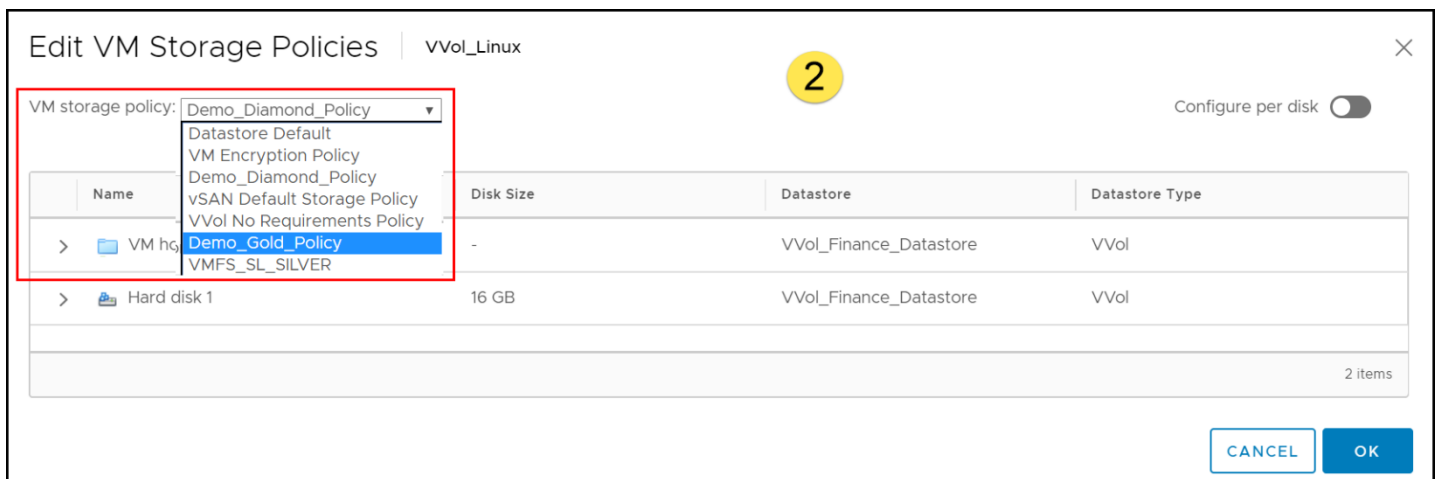 Edit VM Storage Policies VVol_Linux
2
VM storage policy: Demo_Diamond_Policy
Configure per disk
Datastore Default
VM Encryption Policy
Demo_Diamond_Policy
vSAN Default Storage Policy
VVol No Requirements Policy
Demo_Gold_Policy
VMFS_SL_SILVER
Name Disk Size Datastore Datastore Type
VM - VVol_Finance_Datastore VVol
Hard disk 1 16 GB VVol_Finance_Datastore VVol
2 items
CANCEL OK